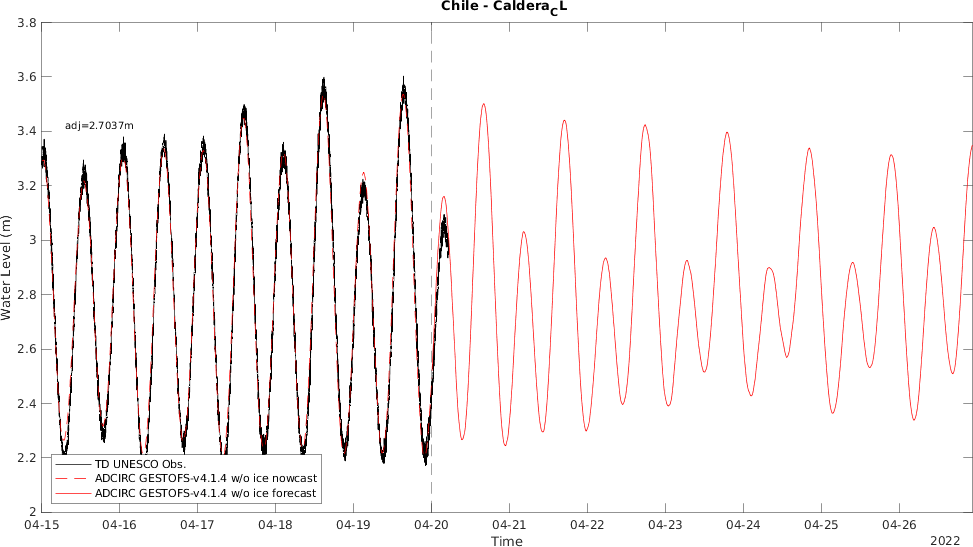 Chile - Caldera_CL
3.8
3.6
3.4
3.2
3
2.8
2.6
2.4
2.2
2
Water Level (m)
adj=2.7037m
TD UNESCO Obs.
ADCIRC GESTOFS-v4.1.4 w/o ice nowcast
ADCIRC GESTOFS-v4.1.4 w/o ice forecast
04-15 04-16 04-17 04-18 04-19 04-20 04-21 04-22 04-23 04-24 04-25 04-26
Time
2022